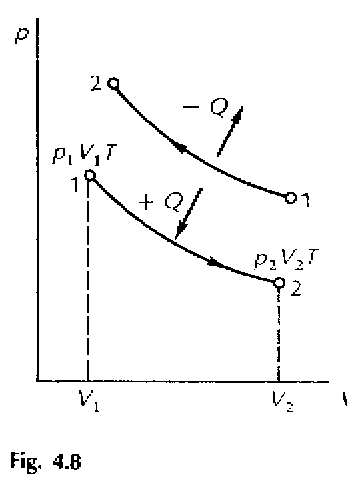 p
2
− Q
p₁ V₁ T
1
1
+ Q
p₂ V₂ T
2
V₁
V₂
Fig. 4.8